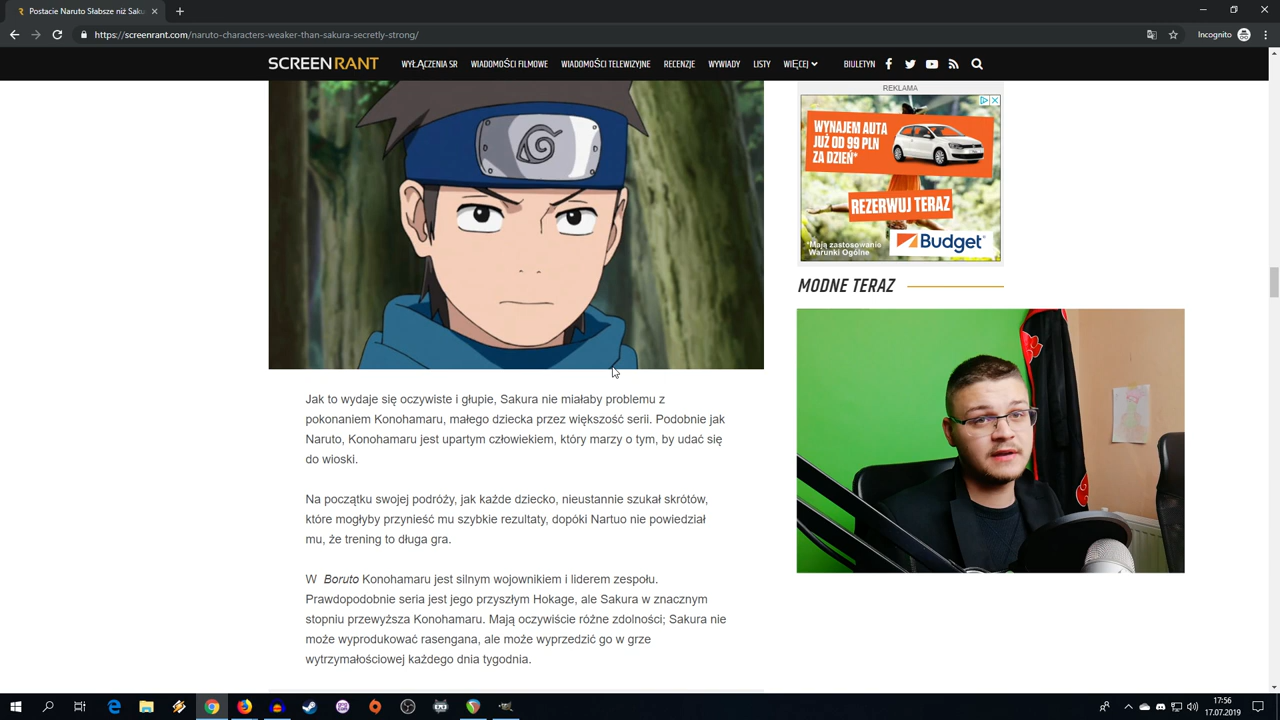 Postacie Naruto Słabsze niż Saku
https://screenrant.com/naruto-characters-weaker-than-sakura-secretly-strong/
Incognito
SCREENRANT
WYŁĄCZENIA SR
WIADOMOŚCI FILMOWE
WIADOMOŚCI TELEWIZYJNE
RECENZJE
WYWIADY
LISTY
WIĘCEJ
BIULETYN
REKLAMA
WYNAJEM AUTA
JUŻ OD 99 PLN
ZA DZIEŃ*
REZERWUJ TERAZ
*Mają zastosowanie
Warunki Ogólne
Budget
MODNE TERAZ
Jak to wydaje się oczywiste i głupie, Sakura nie miałaby problemu z
pokonaniem Konohamaru, małego dziecka przez większość serii. Podobnie jak
Naruto, Konohamaru jest upartym człowiekiem, który marzy o tym, by udać się
do wioski.
Na początku swojej podróży, jak każde dziecko, nieustannie szukał skrótów,
które mogłyby przynieść mu szybkie rezultaty, dopóki Nartuo nie powiedział
mu, że trening to długa gra.
W Boruto Konohamaru jest silnym wojownikiem i liderem zespołu.
Prawdopodobnie seria jest jego przyszłym Hokage, ale Sakura w znacznym
stopniu przewyższa Konohamaru. Mają oczywiście różne zdolności; Sakura nie
może wyprodukować rasengana, ale może wyprzedzić go w grze
wytrzymałościowej każdego dnia tygodnia.
17:56
17.07.2019